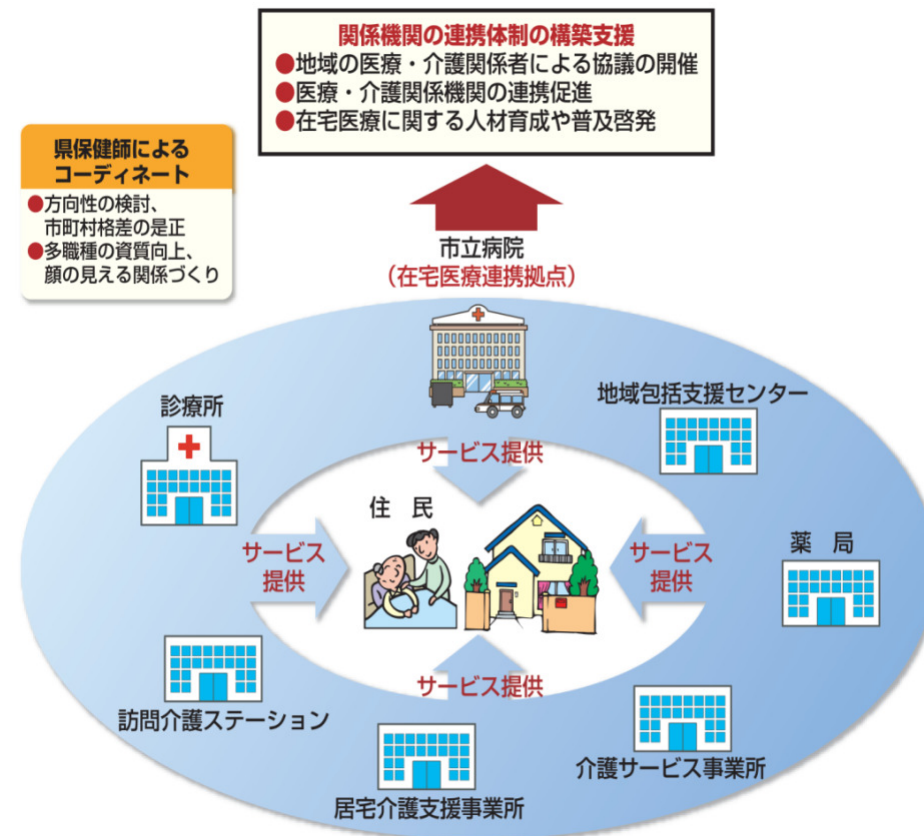 関係機関の連携体制の構築支援
●地域の医療・介護関係者による協議の開催
●医療・介護関係機関の連携促進
●在宅医療に関する人材育成や普及啓発
県保健師による
コーディネート
●方向性の検討、
市町村格差の是正
●多職種の資質向上、
顔の見える関係づくり
市立病院
(在宅医療連携拠点)
診療所
地域包括支援センター
サービス提供
住 民
サービス
提供
サービス
提供
薬 局
サービス提供
訪問介護ステーション
介護サービス事業所
居宅介護支援事業所